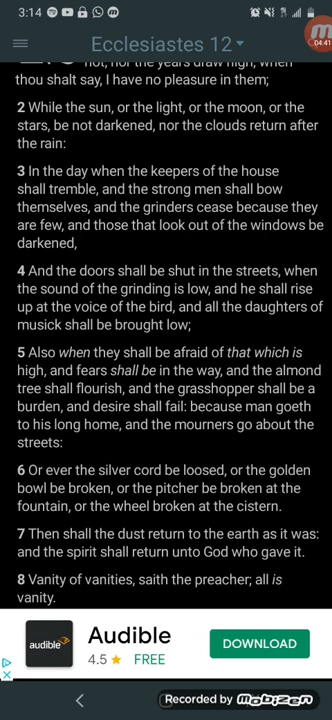 3:14
04:41
Ecclesiastes 12
not, nor the years draw nigh, when
thou shalt say, I have no pleasure in them;
2 While the sun, or the light, or the moon, or the
stars, be not darkened, nor the clouds return after
the rain:
3 In the day when the keepers of the house
shall tremble, and the strong men shall bow
themselves, and the grinders cease because they
are few, and those that look out of the windows be
darkened,
4 And the doors shall be shut in the streets, when
the sound of the grinding is low, and he shall rise
up at the voice of the bird, and all the daughters of
musick shall be brought low;
5 Also when they shall be afraid of that which is
high, and fears shall be in the way, and the almond
tree shall flourish, and the grasshopper shall be a
burden, and desire shall fail: because man goeth
to his long home, and the mourners go about the
streets:
6 Or ever the silver cord be loosed, or the golden
bowl be broken, or the pitcher be broken at the
fountain, or the wheel broken at the cistern.
7 Then shall the dust return to the earth as it was:
and the spirit shall return unto God who gave it.
8 Vanity of vanities, saith the preacher; all is
vanity.
audible
Audible
4.5 ★ FREE
DOWNLOAD
Recorded by Mobizen